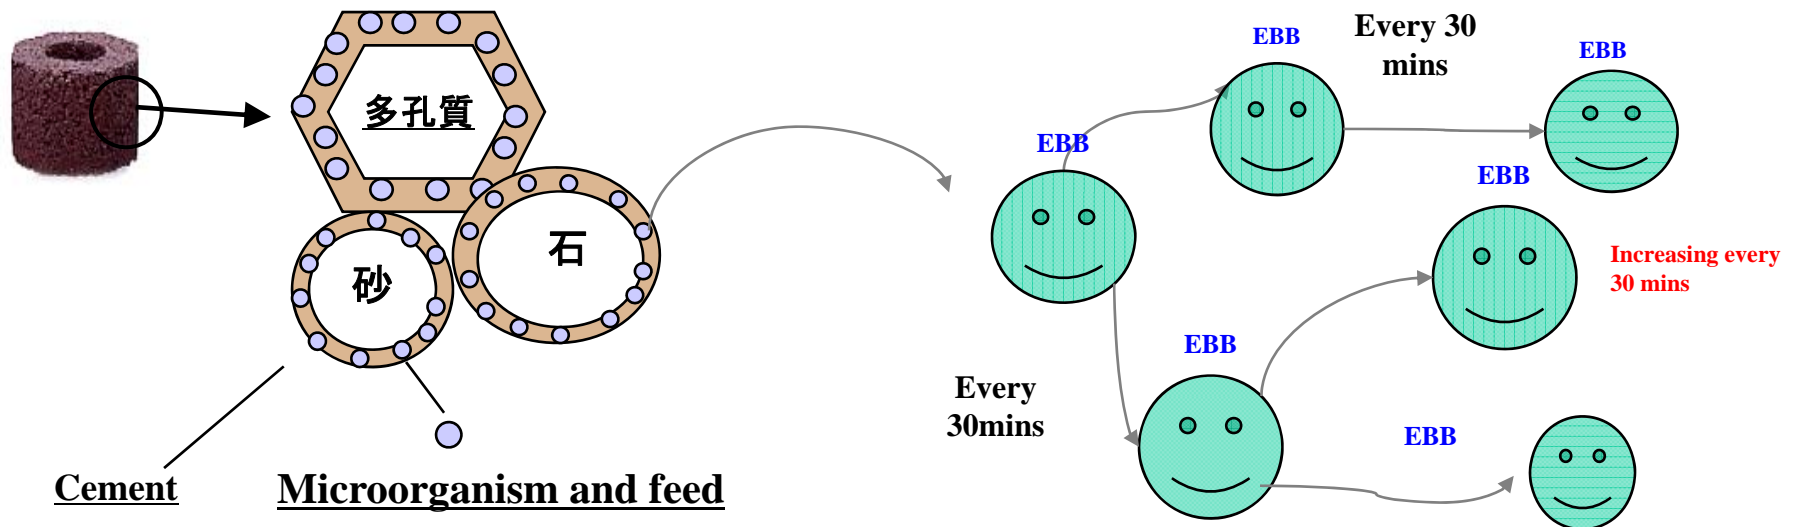 多孔質
砂
石
Cement
Microorganism and feed
EBB
EBB
Every 30
mins
EBB
EBB
Increasing every
30 mins
EBB
Every
30mins
EBB